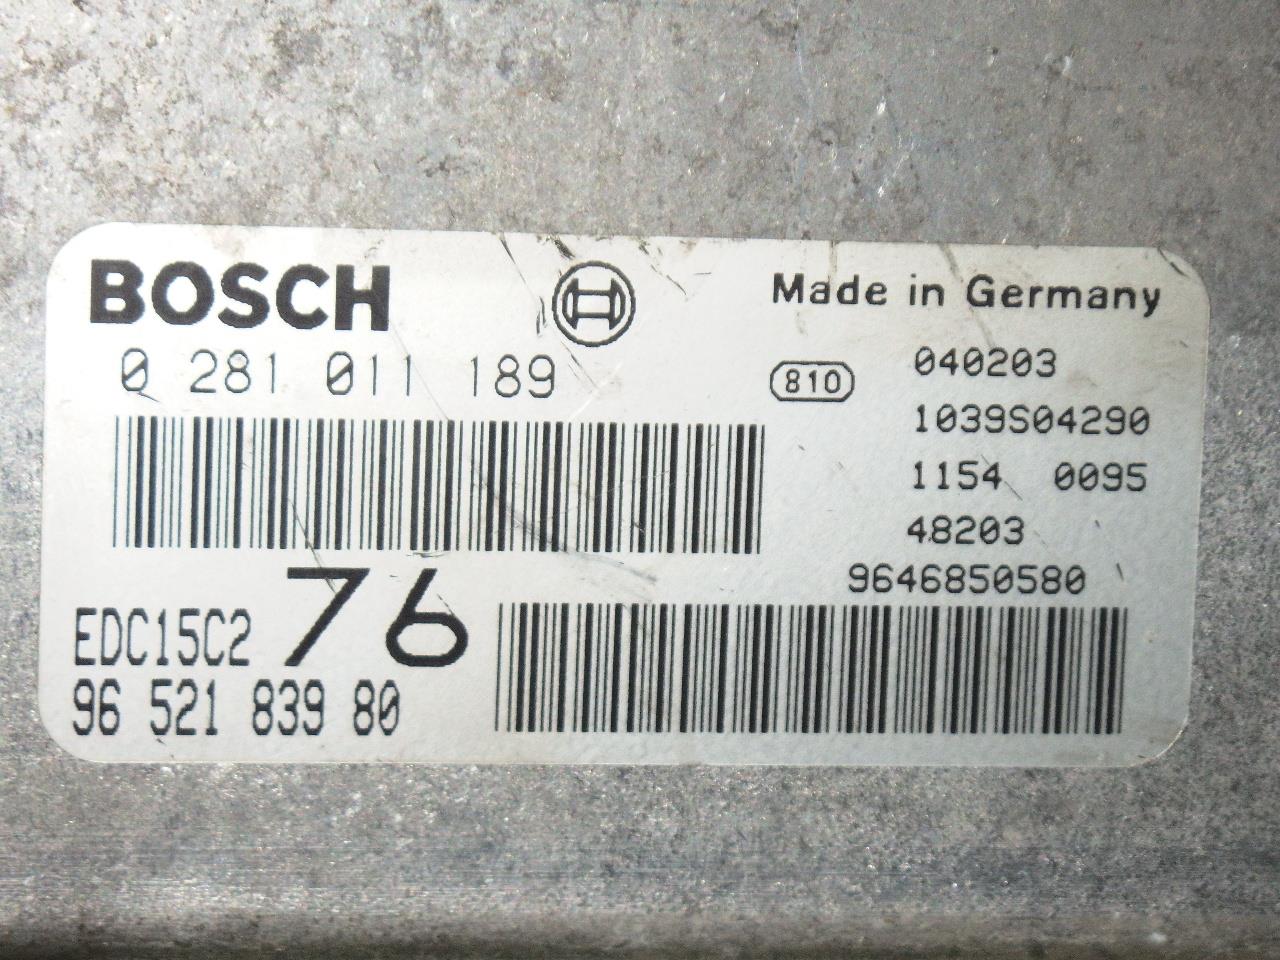 BOSCH
Made in Germany
0 281 011 189
810
040203
1039S04290
1154 0095
48203
9646850580
76
EDC15C2
96 521 839 80